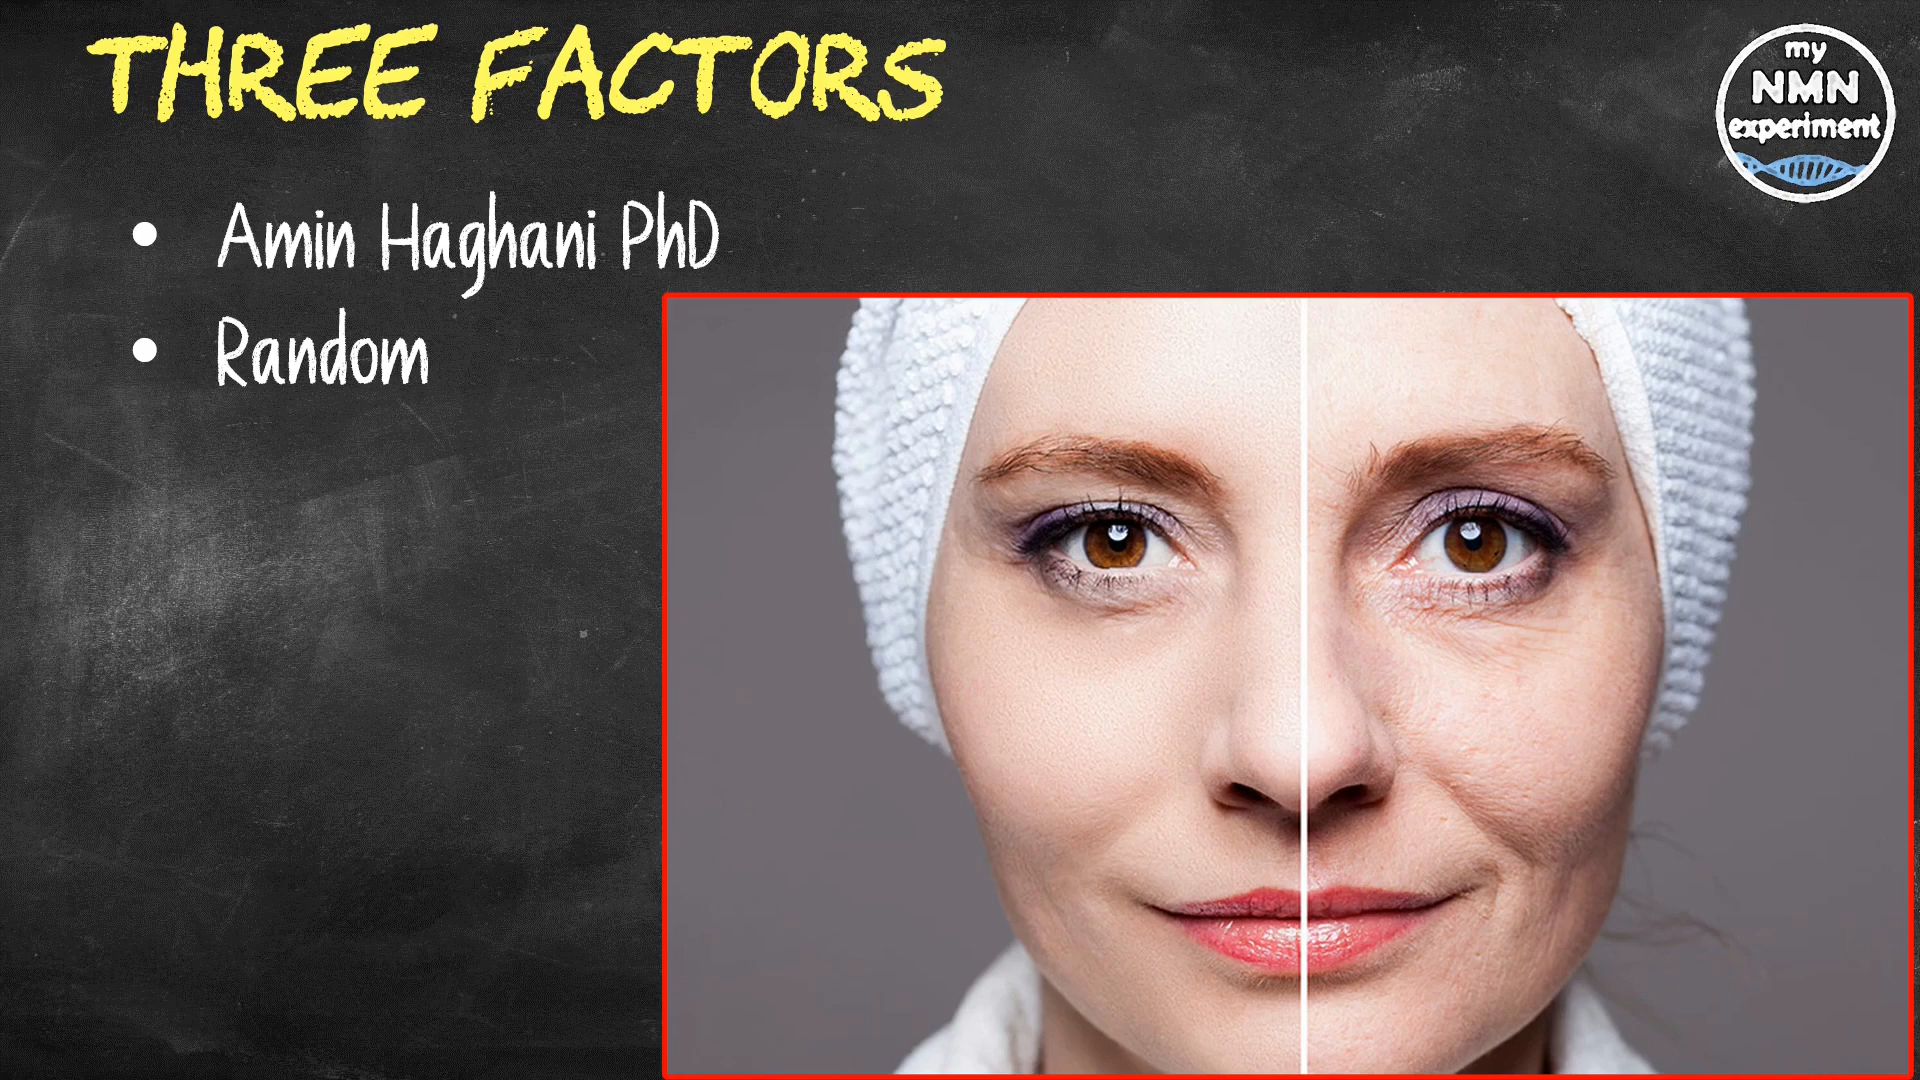 THREE FACTORS
my
NMN
experiment
• Amin Haghani PhD
• Random